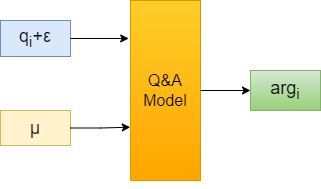 qᵢ+ε
μ
Q&A
Model
argᵢ